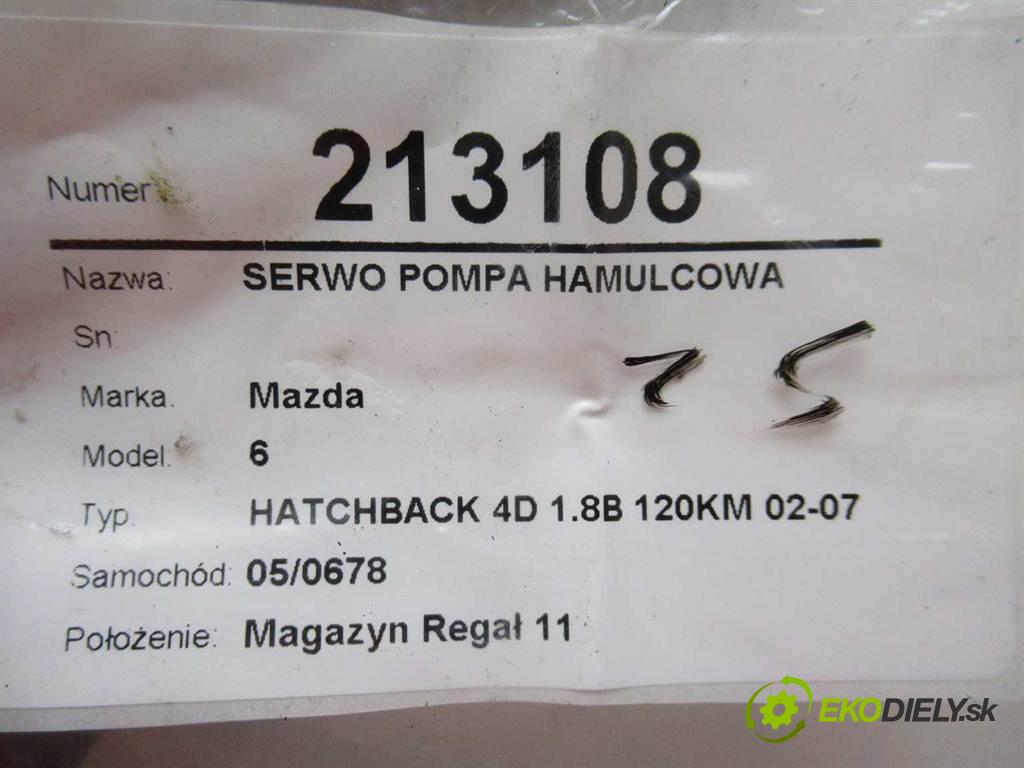 Numer: 213108
Nazwa: SERWO POMPA HAMULCOWA
Sn:
Marka: Mazda
Model: 6
Typ: HATCHBACK 4D 1.8B 120KM 02-07
Samochód: 05/0678
Położenie: Magazyn Regał 11
EKODIELY.sk